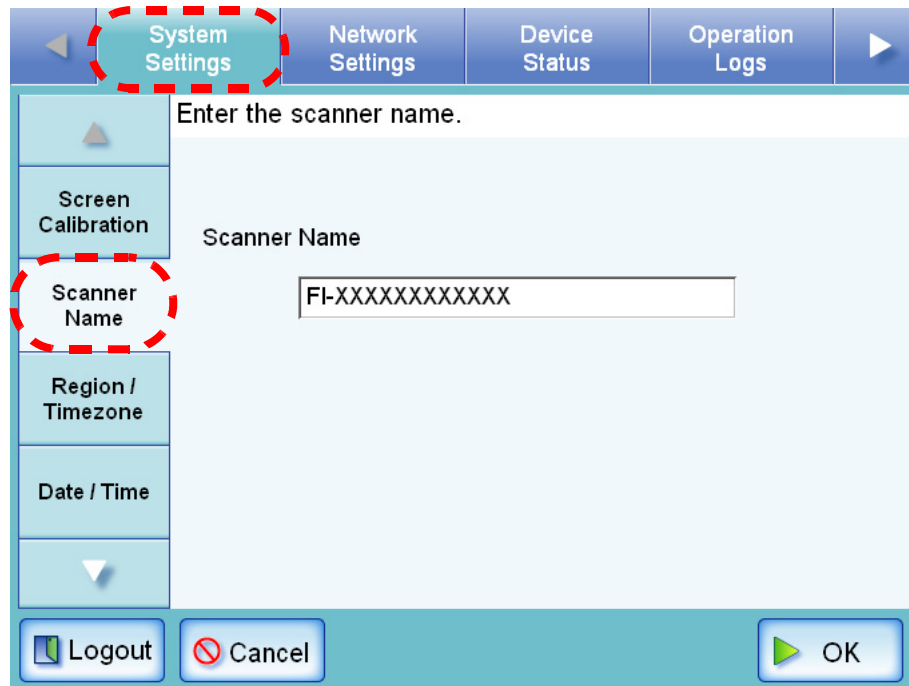 System
Settings
Network
Settings
Device
Status
Operation
Logs
Enter the scanner name.
Screen
Calibration
Scanner
Name
Region /
Timezone
Date / Time
Scanner Name
FI-XXXXXXXXXXXX
Logout
Cancel
OK